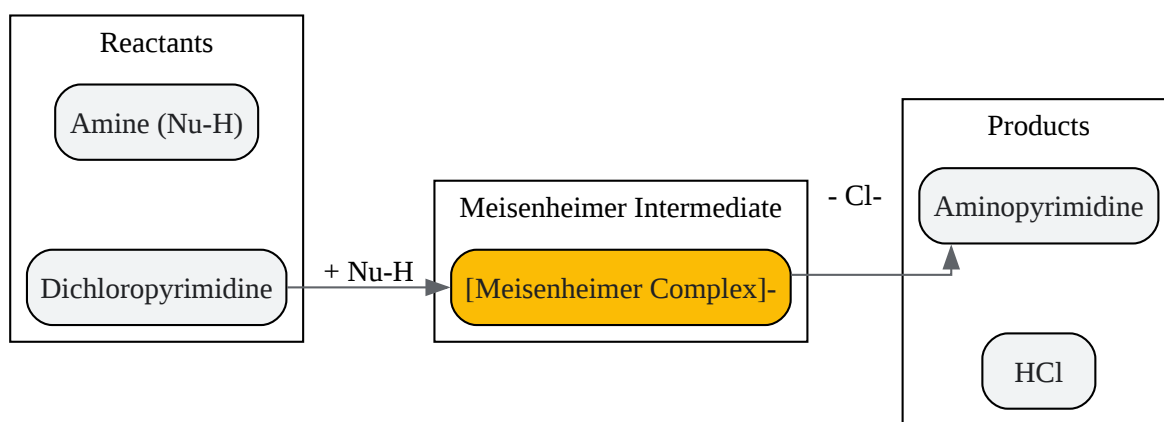 Reactants
Amine (Nu-H)
Dichloropyrimidine
+ Nu-H
Meisenheimer Intermediate
[Meisenheimer Complex]-
- Cl-
Products
Aminopyrimidine
HCl